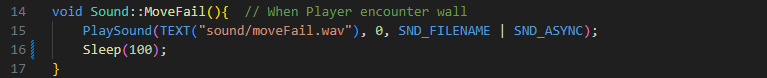 14 void Sound::MoveFail(){  // When Player encounter wall
15     PlaySound(TEXT("sound/moveFail.wav"), 0, SND_FILENAME | SND_ASYNC);
16     Sleep(100);
17 }